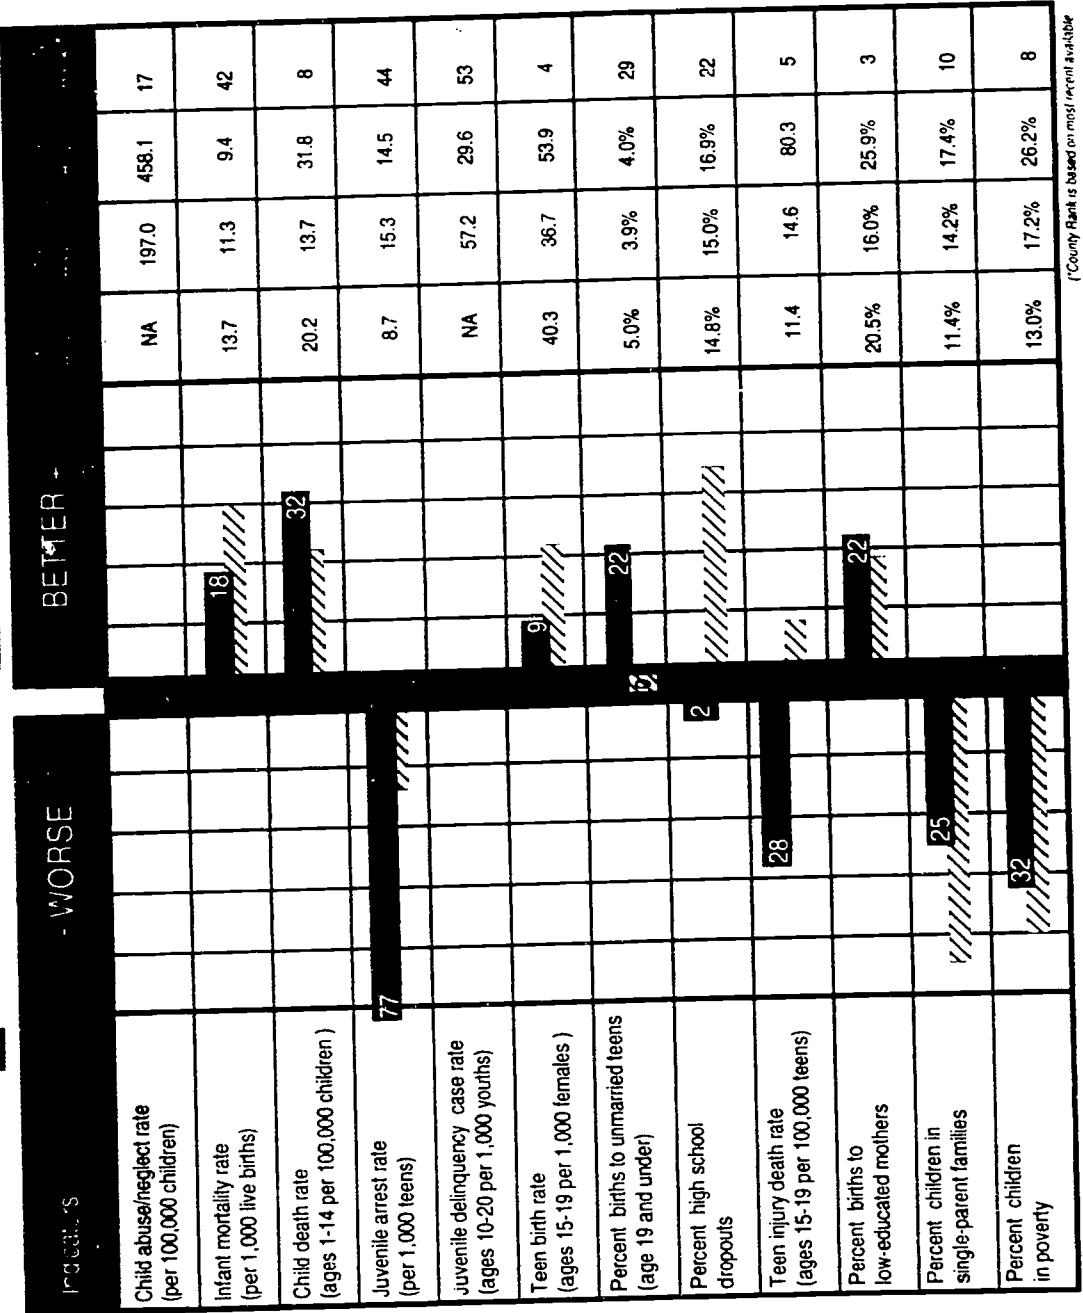 Indicators
- WORSE
BETTER +
Child abuse/neglect rate
(per 100,000 children)
NA
197.0
458.1
17
Infant mortality rate
(per 1,000 live births)
18
13.7
11.3
9.4
42
Child death rate
(ages 1-14 per 100,000 children )
32
20.2
13.7
31.8
8
Juvenile arrest rate
(per 1,000 teens)
77
8.7
15.3
14.5
44
Juvenile delinquency case rate
(ages 10-20 per 1,000 youths)
NA
57.2
29.6
53
Teen birth rate
(ages 15-19 per 1,000 females )
9
40.3
36.7
53.9
4
Percent births to unmarried teens
(age 19 and under)
22
5.0%
3.9%
4.0%
29
Percent high school
dropouts
2
14.8%
15.0%
16.9%
22
Teen injury death rate
(ages 15-19 per 100,000 teens)
28
11.4
14.6
80.3
5
Percent births to
low-educated mothers
22
20.5%
16.0%
25.9%
3
Percent children in
single-parent families
25
11.4%
14.2%
17.4%
10
Percent children
in poverty
32
13.0%
17.2%
26.2%
8
(*County Rank is based on most recent available